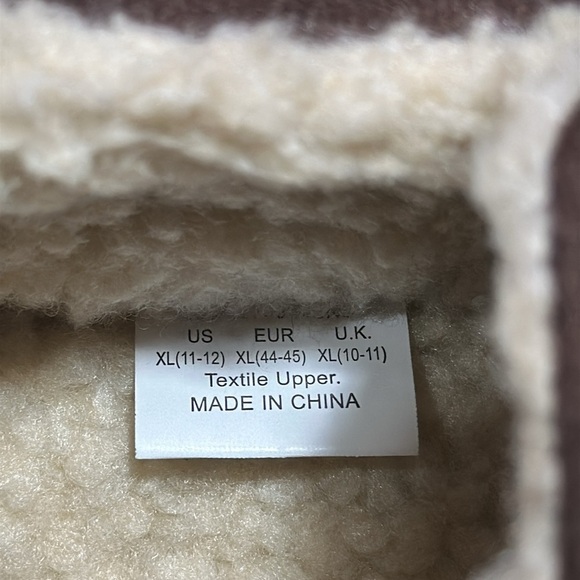 US EUR U.K.
XL(11-12) XL(44-45) XL(10-11)
Textile Upper.
MADE IN CHINA